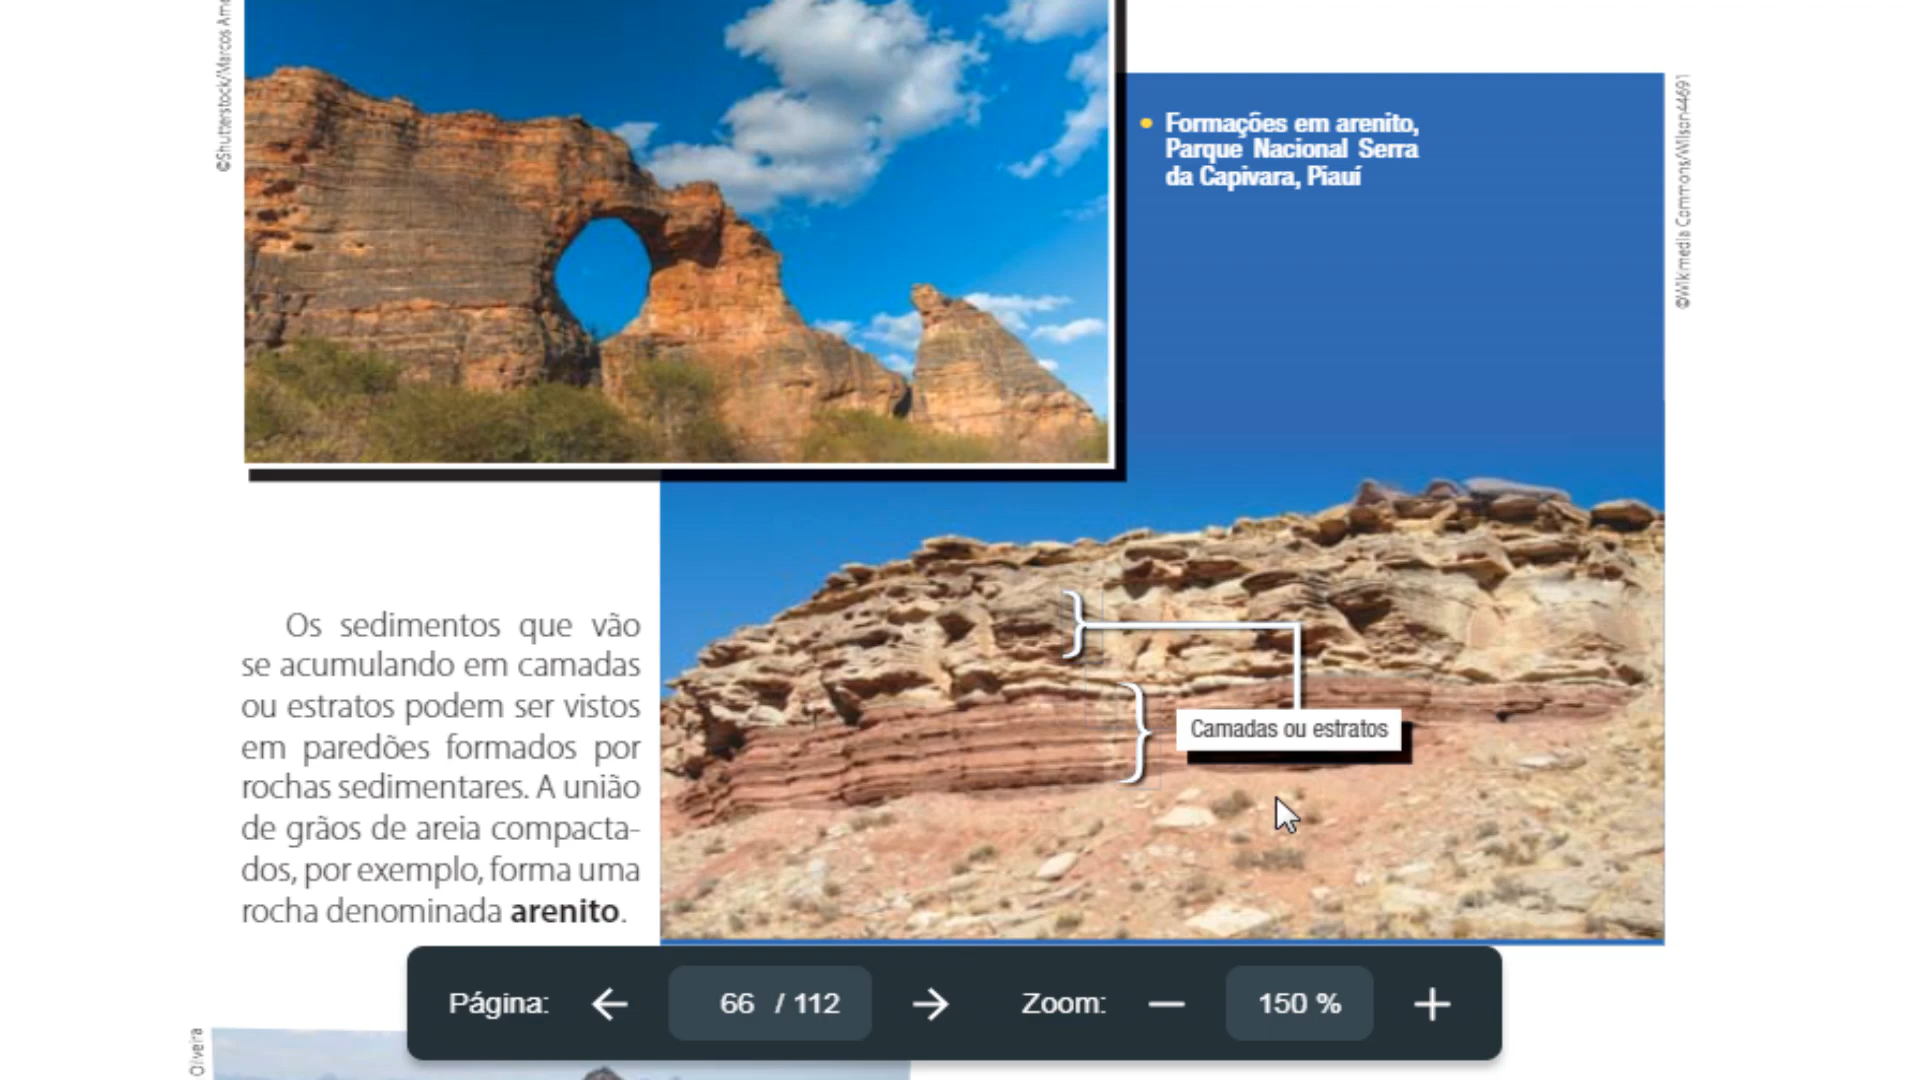 ©Shutterstock/Marcos Ame
Formações em arenito,
Parque Nacional Serra
da Capivara, Piauí
©Wikimedia Commons/Wilson44691
Os sedimentos que vão
se acumulando em camadas
ou estratos podem ser vistos
em paredões formados por
rochas sedimentares. A união
de grãos de areia compacta-
dos, por exemplo, forma uma
rocha denominada arenito.
Camadas ou estratos
Página: 66 / 112 Zoom: 150 %
Oliveira